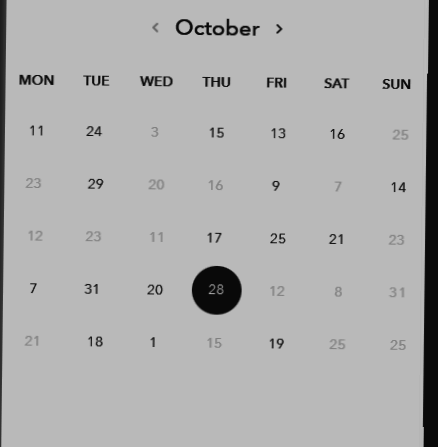 ‹ October ›
MON TUE WED THU FRI SAT SUN
11 24 3 15 13 16 25
23 29 20 16 9 7 14
12 23 11 17 25 21 23
7 31 20 28 12 8 31
21 18 1 15 19 25 25